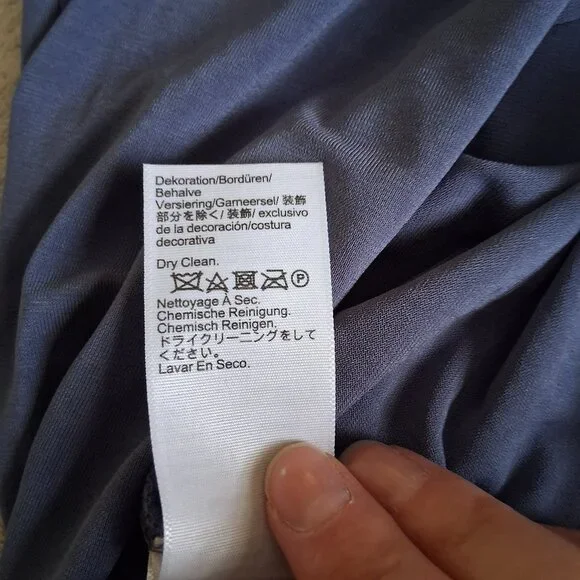 Dekoration/Bordüren/
Behalve
Versiering/Garneersel/ 装飾
部分を除く/ 装飾/ exclusivo
de la decoración/costura
decorativa
Dry Clean.
P
Nettoyage À Sec.
Chemische Reinigung.
Chemisch Reinigen.
ドライクリーニングをして
ください。
Lavar En Seco.